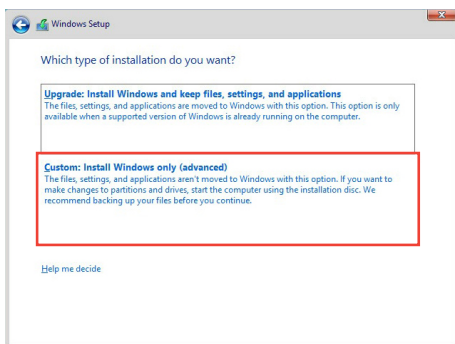 Windows Setup
Which type of installation do you want?
Upgrade: Install Windows and keep files, settings, and applications
The files, settings, and applications are moved to Windows with this option. This option is only
available when a supported version of Windows is already running on the computer.
Custom: Install Windows only (advanced)
The files, settings, and applications aren't moved to Windows with this option. If you want to
make changes to partitions and drives, start the computer using the installation disc. We
recommend backing up your files before you continue.
Help me decide